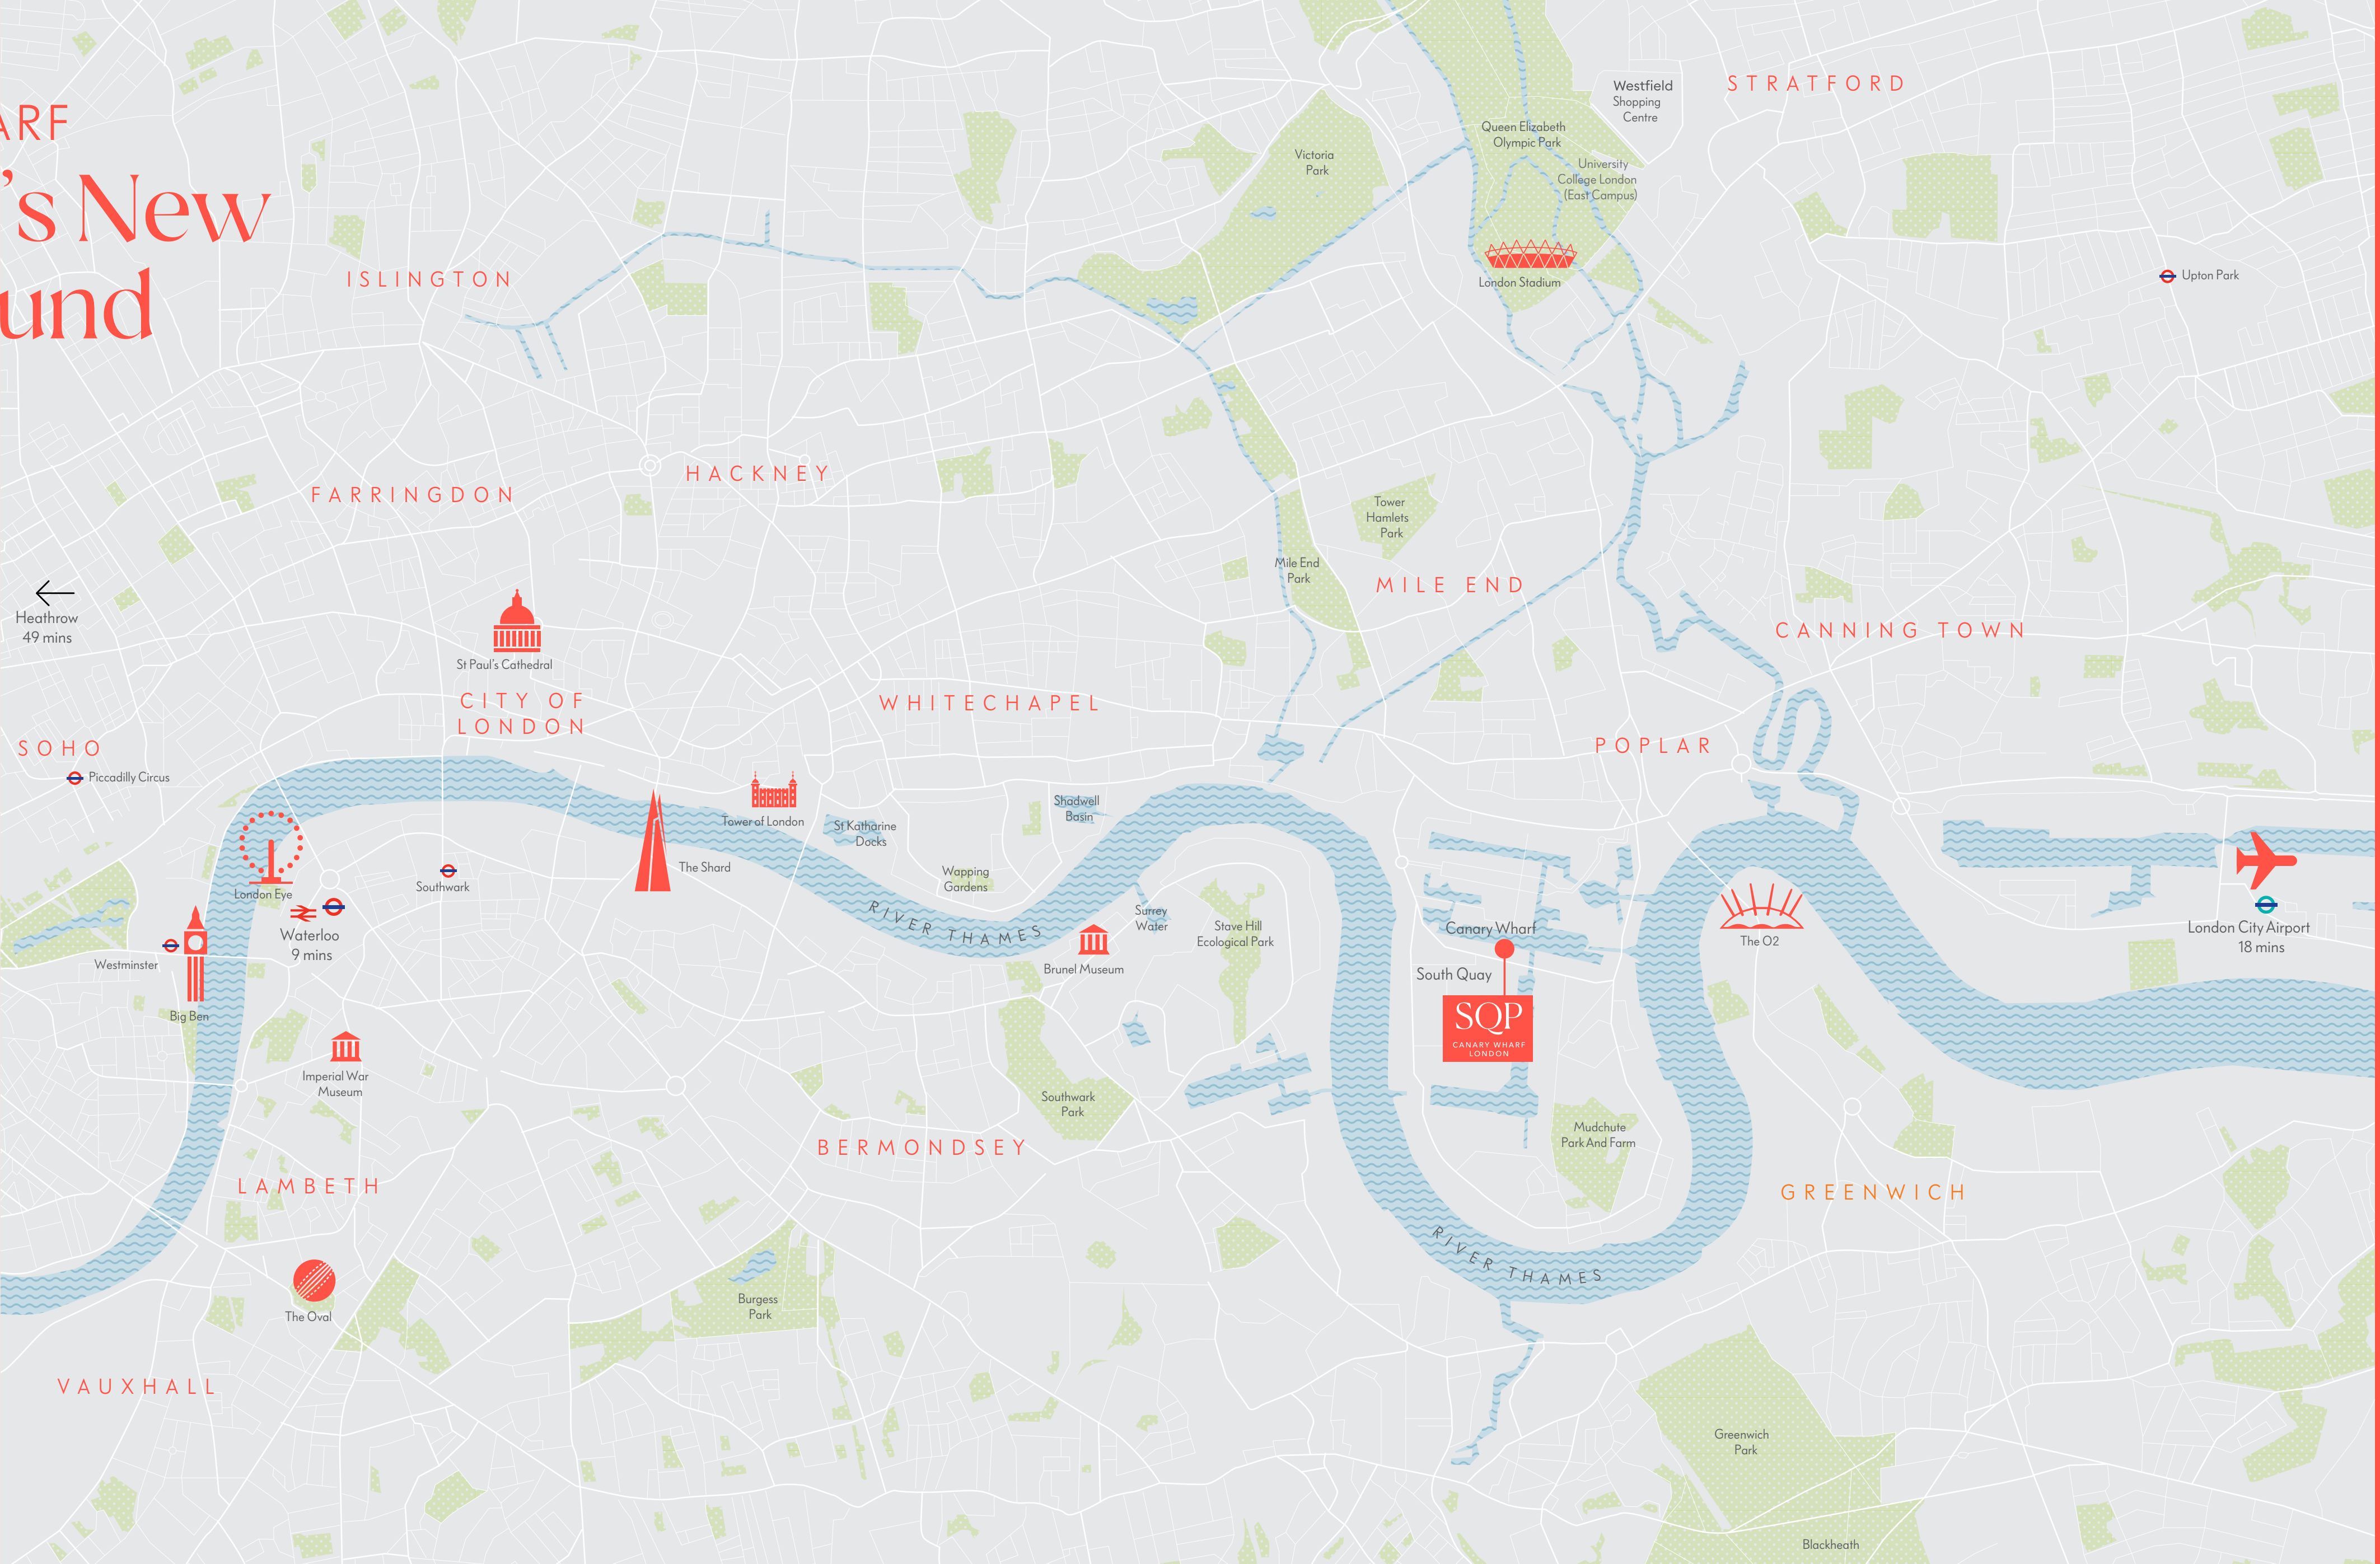 ARF
's New
und
STRATFORD
Westfield
Shopping
Centre
Queen Elizabeth
Olympic Park
University
College London
(East Campus)
Victoria
Park
London Stadium
Upton Park
ISLINGTON
HACKNEY
FARRINGDON
Tower
Hamlets
Park
Mile End
Park
MILE END
Heathrow
49 mins
St Paul's Cathedral
CITY OF
LONDON
CANNING TOWN
WHITECHAPEL
SOHO
Piccadilly Circus
POPLAR
Tower of London
St Katharine
Docks
Shadwell
Basin
The Shard
Wapping
Gardens
London Eye
Southwark
Waterloo
9 mins
Westminster
Big Ben
RIVER THAMES
Surrey
Water
Brunel Museum
Stave Hill
Ecological Park
Canary Wharf
South Quay
SQP
CANARY WHARF
LONDON
The O2
London City Airport
18 mins
Imperial War
Museum
Southwark
Park
Mudchute
Park And Farm
BERMONDSEY
LAMBETH
GREENWICH
RIVER THAMES
The Oval
Burgess
Park
VAUXHALL
Greenwich
Park
Blackheath